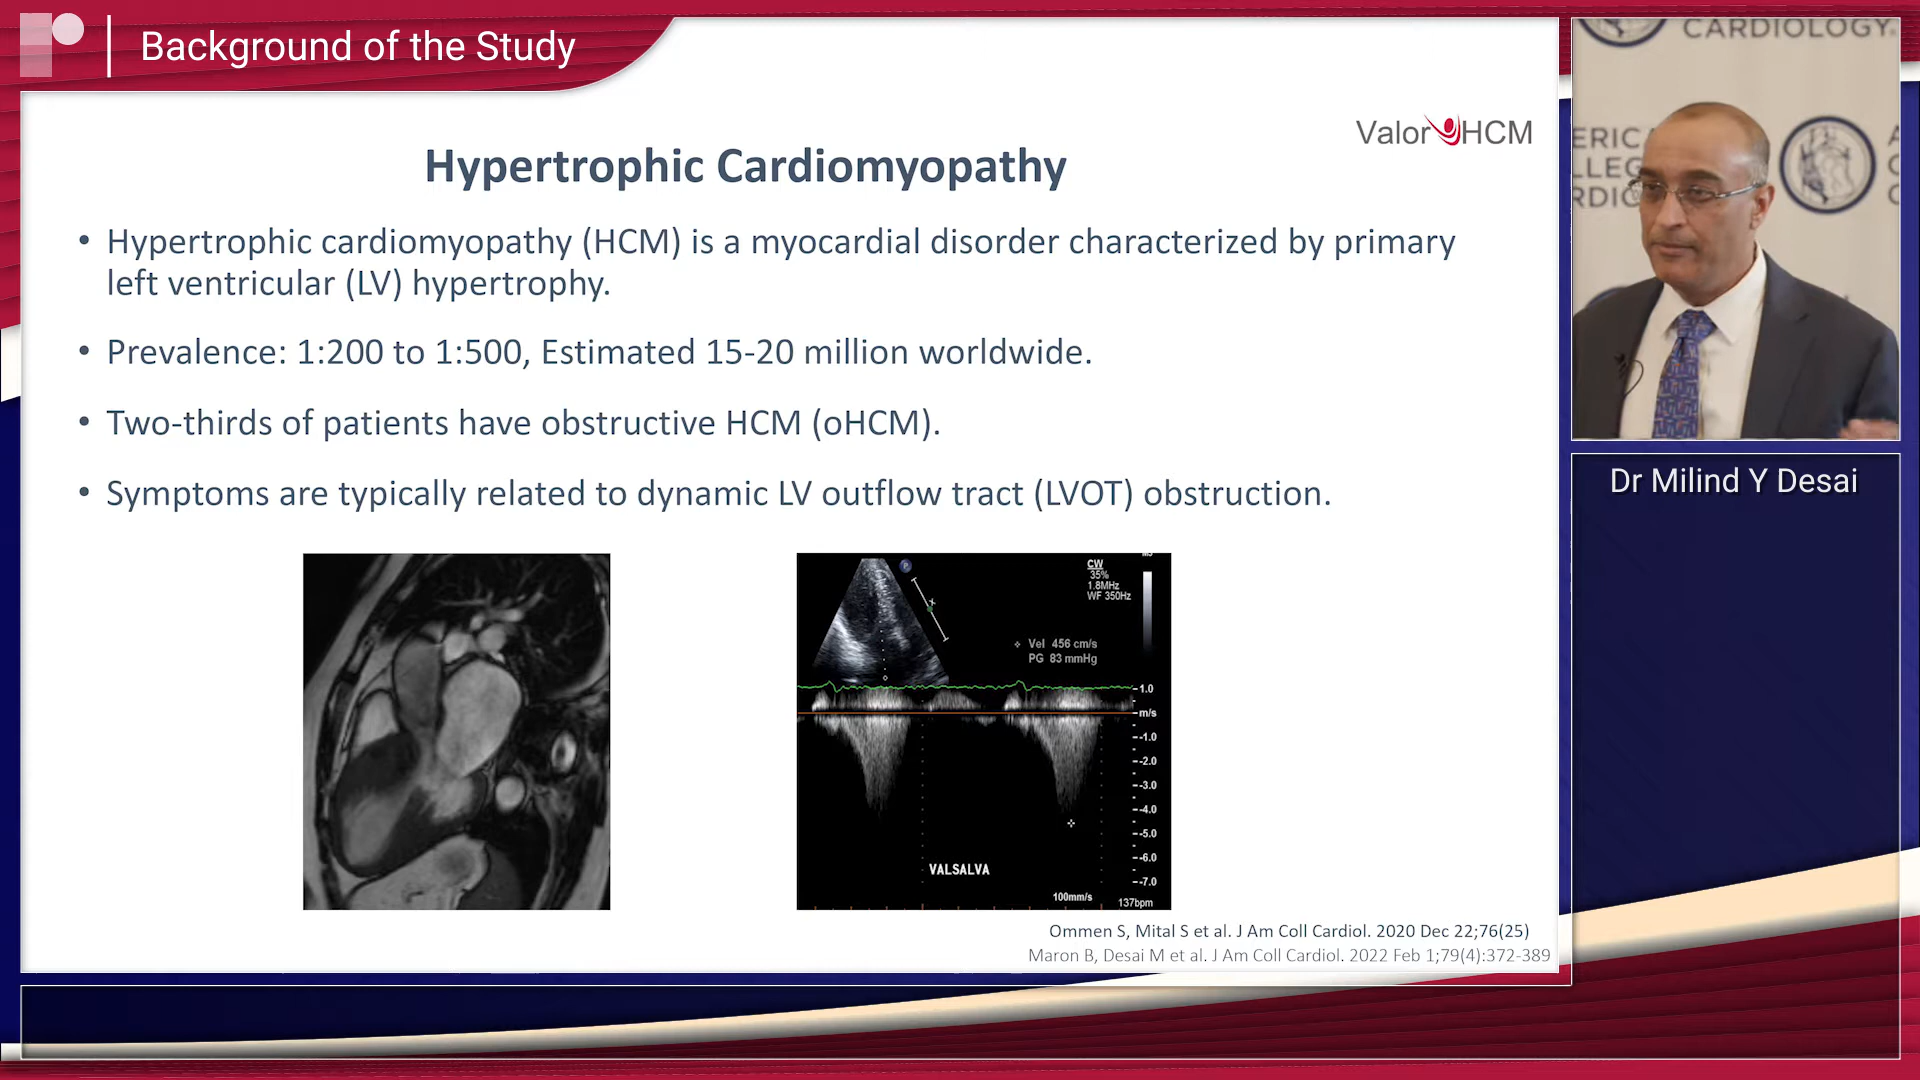 Background of the Study
CARDIOLOGY
Valor HCM
Hypertrophic Cardiomyopathy
• Hypertrophic cardiomyopathy (HCM) is a myocardial disorder characterized by primary
left ventricular (LV) hypertrophy.
• Prevalence: 1:200 to 1:500, Estimated 15-20 million worldwide.
• Two-thirds of patients have obstructive HCM (oHCM).
• Symptoms are typically related to dynamic LV outflow tract (LVOT) obstruction.
Dr Milind Y Desai
P
CW
35%
1.8MHz
WF 350Hz
Vel 456 cm/s
PG 83 mmHg
1.0
m/s
-1.0
-2.0
-3.0
-4.0
-5.0
-6.0
-7.0
VALSALVA
100mm/s
137bpm
Ommen S, Mital S et al. J Am Coll Cardiol. 2020 Dec 22;76(25)
Maron B, Desai M et al. J Am Coll Cardiol. 2022 Feb 1;79(4):372-389